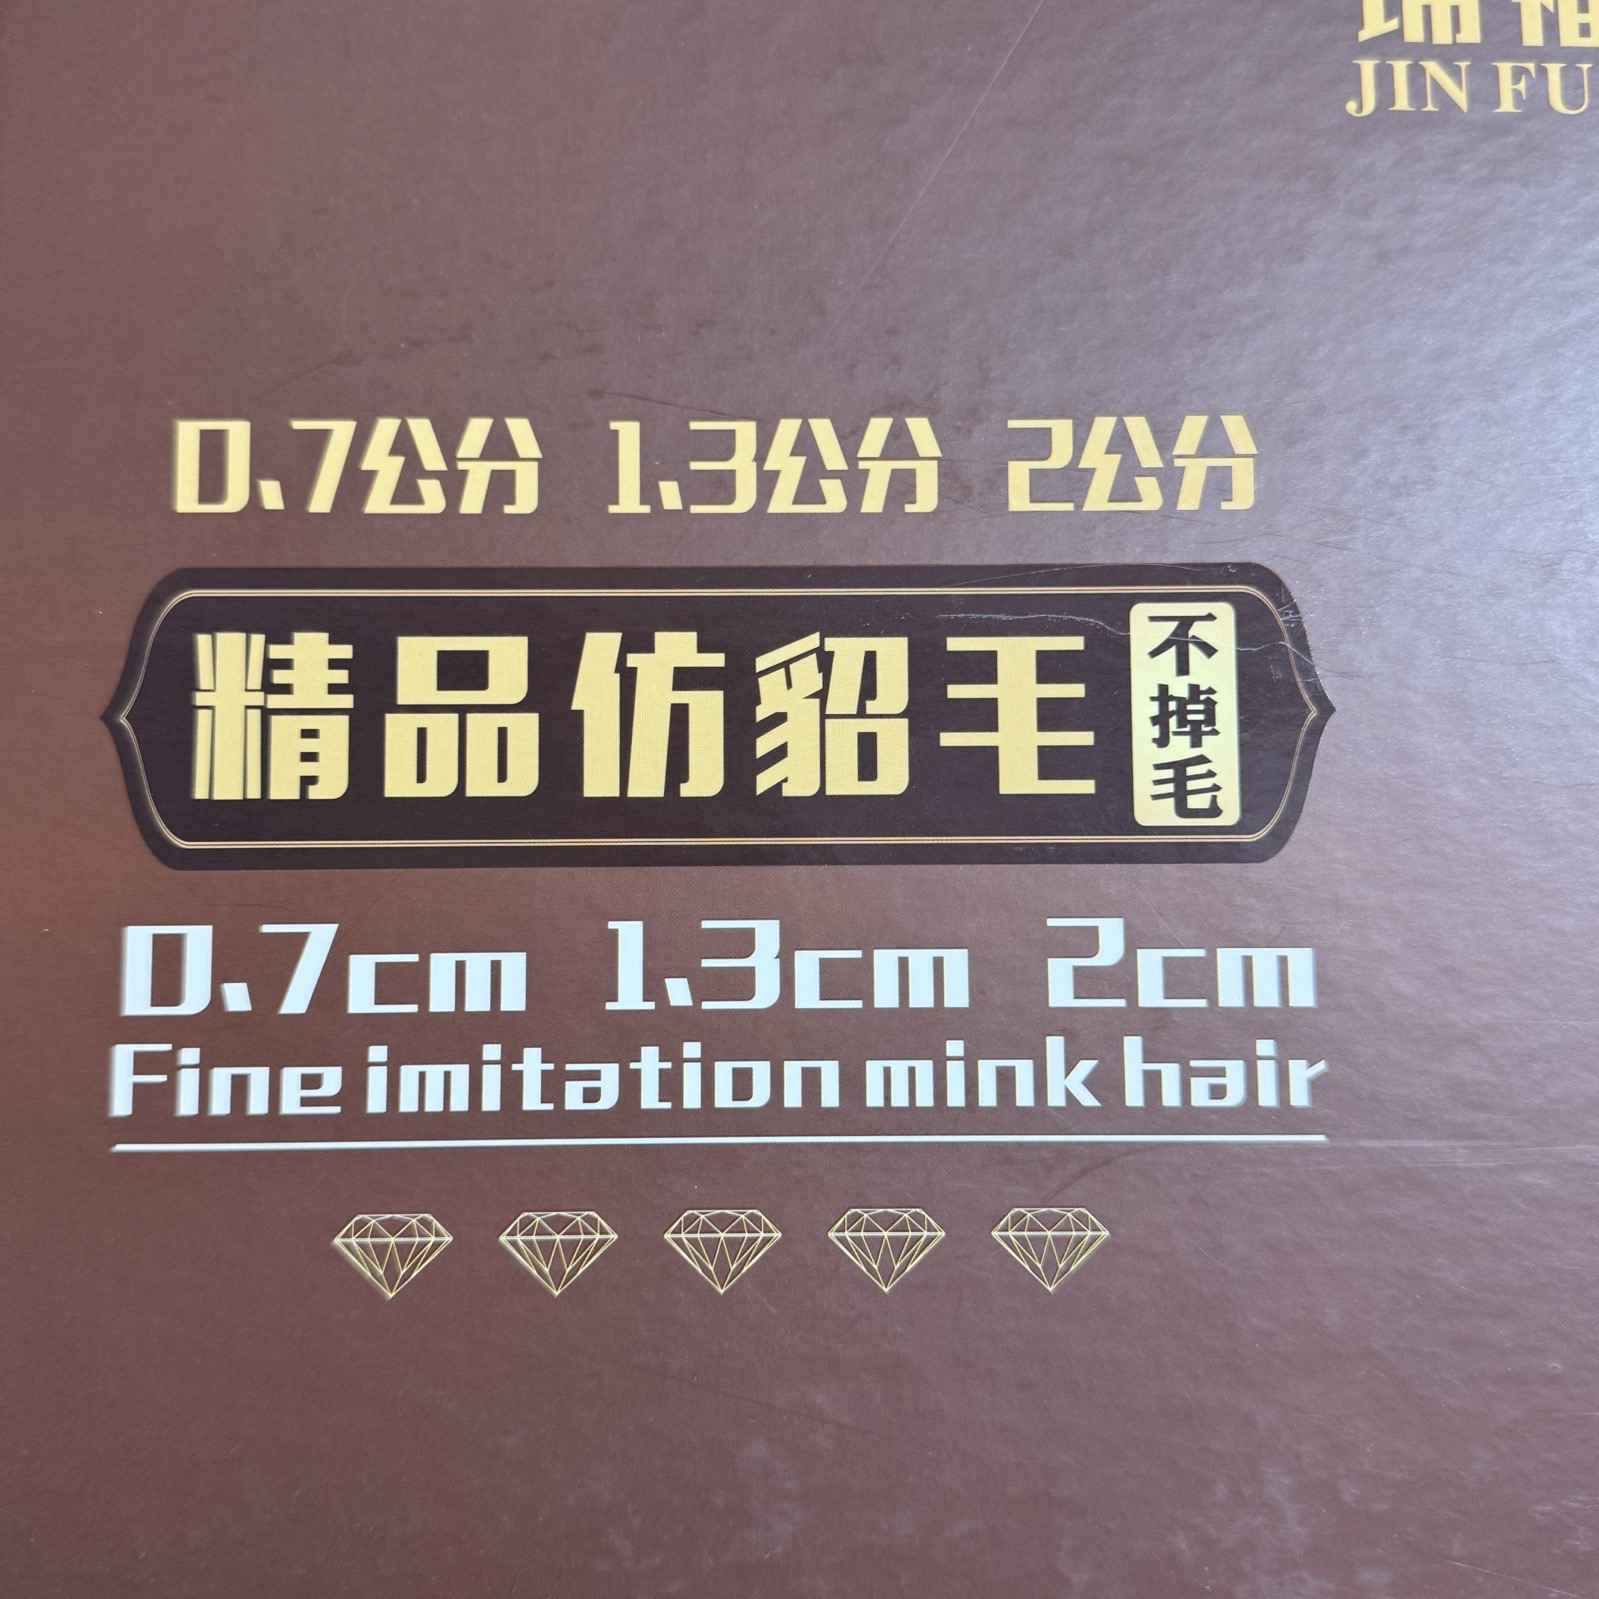 JIN FU
0.7公分 1.3公分 2公分
精品仿貂毛
不掉毛
0.7cm 1.3cm 2cm
Fine imitation mink hair